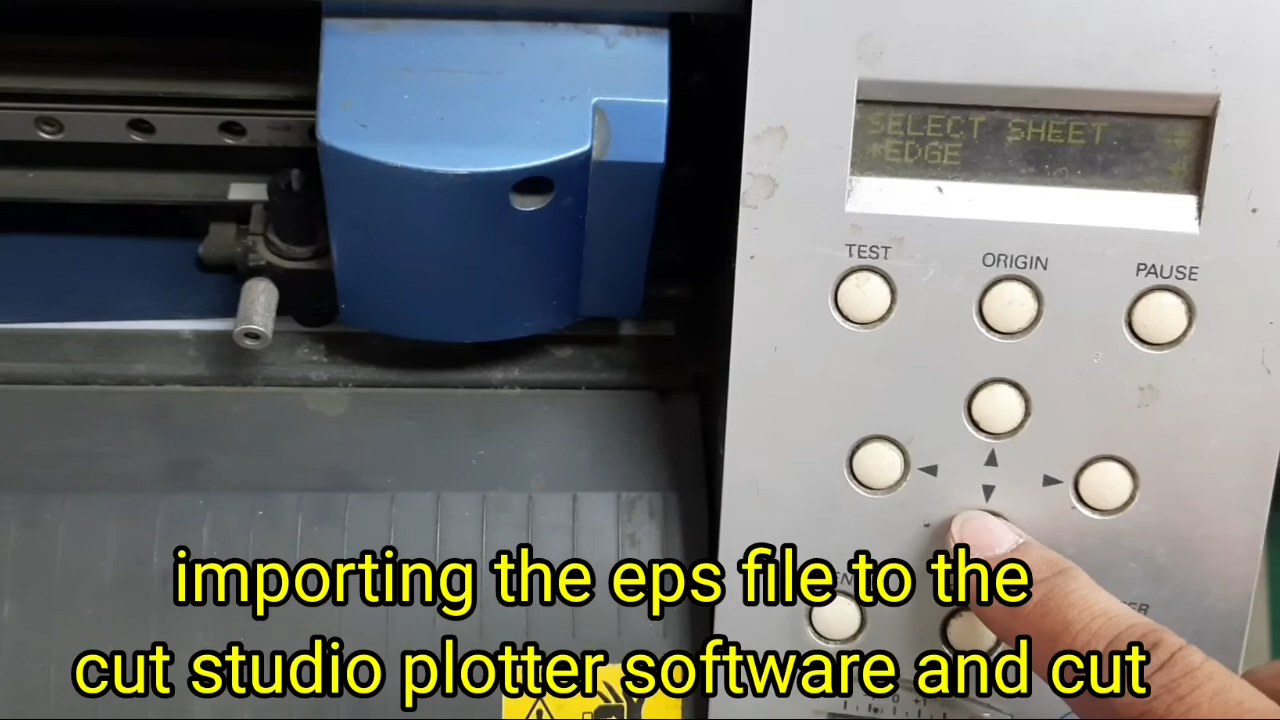 SELECT SHEET
*EDGE
TEST
ORIGIN
PAUSE
importing the eps file to the
cut studio plotter software and cut